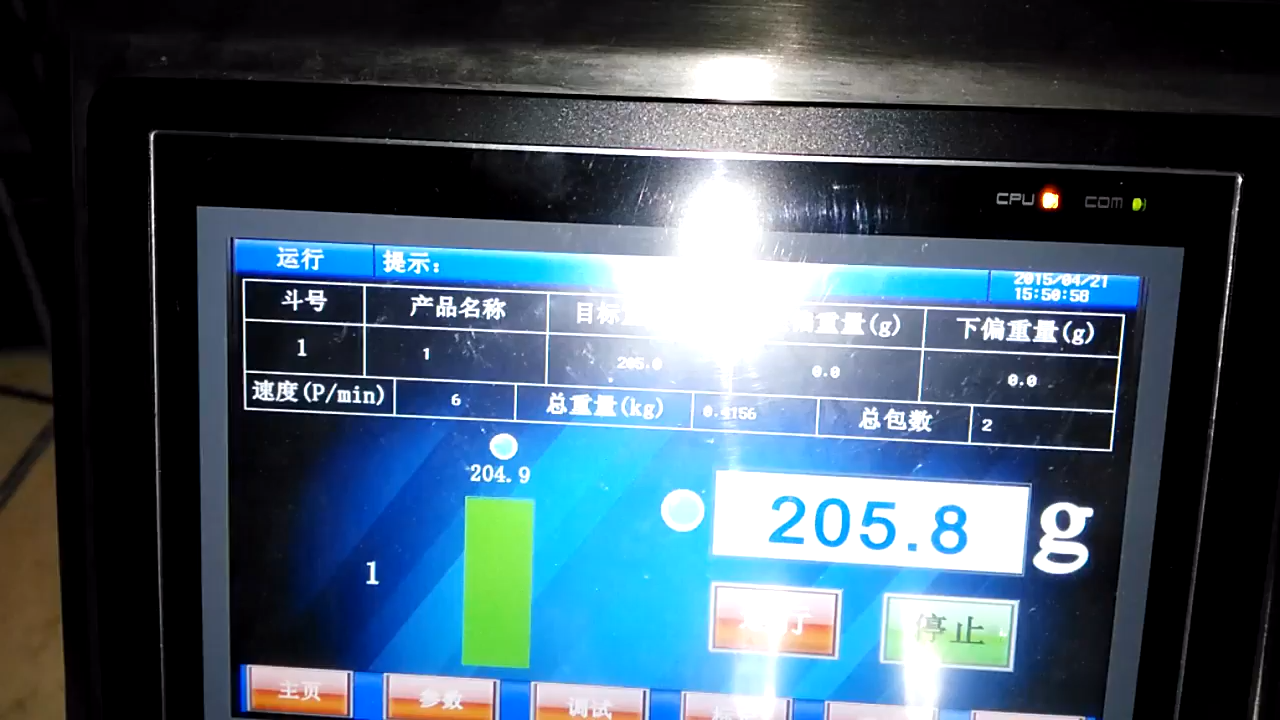 CPU COM
运行 提示: 2015/04/21
15:50:58
斗号 产品名称 目标 重量(g) 下偏重量(g)
1 1 205.0 0.0 0.0
速度(P/min) 6 总重量(kg) 0.4156 总包数 2
204.9
205.8 g
1
停止
主页 参数 调试